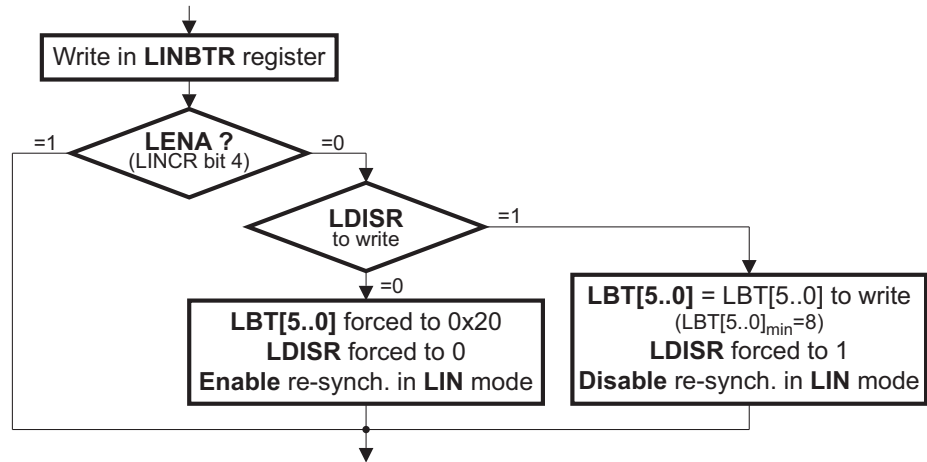 Write in LINBTR register
=1
LENA ?
(LINCR bit 4)
=0
LDISR
to write
=1
=0
LBT[5..0] forced to 0x20
LDISR forced to 0
Enable re-synch. in LIN mode
LBT[5..0] = LBT[5..0] to write
(LBT[5..0]min=8)
LDISR forced to 1
Disable re-synch. in LIN mode